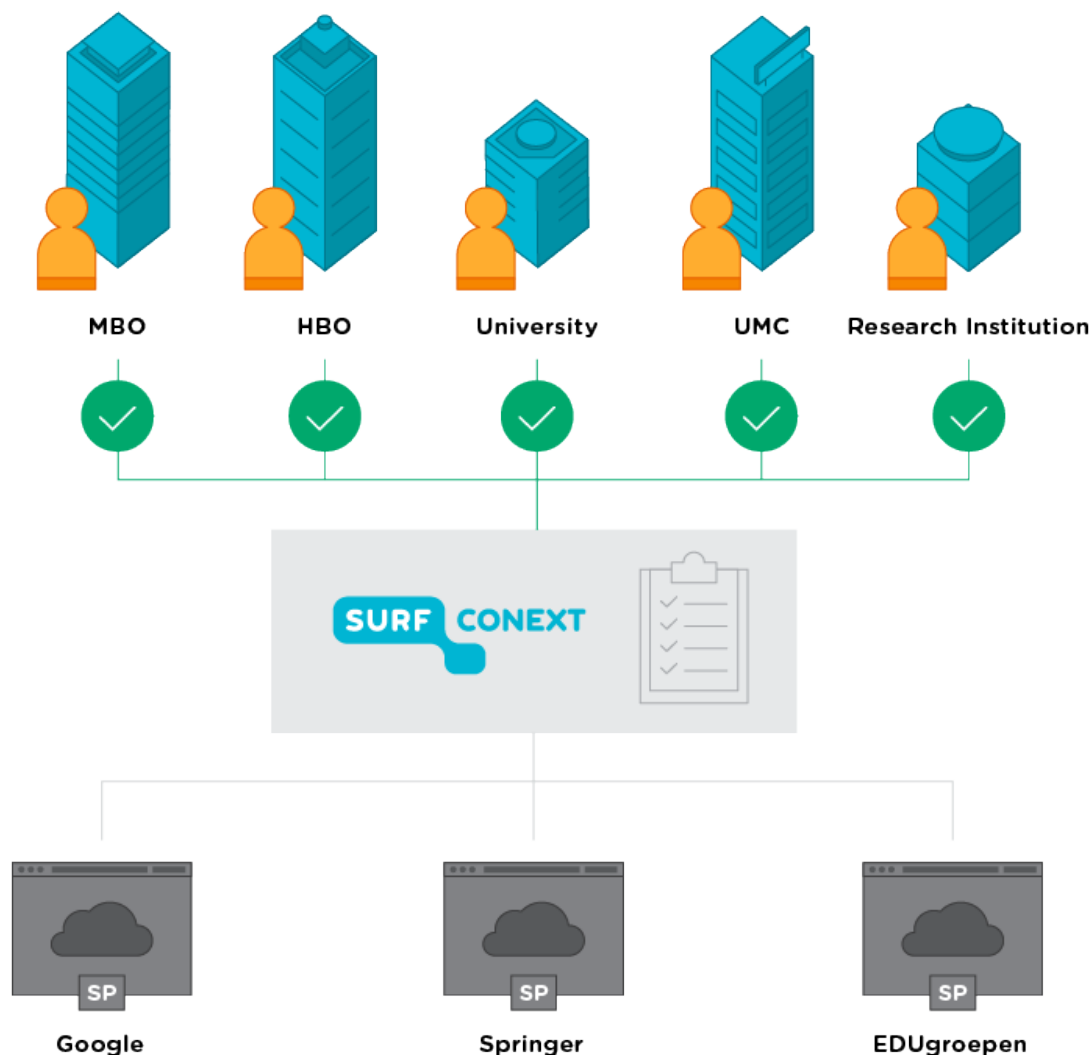 MBO
HBO
University
UMC
Research Institution
SURF CONEXT
SP
SP
SP
Google
Springer
EDUgroepen